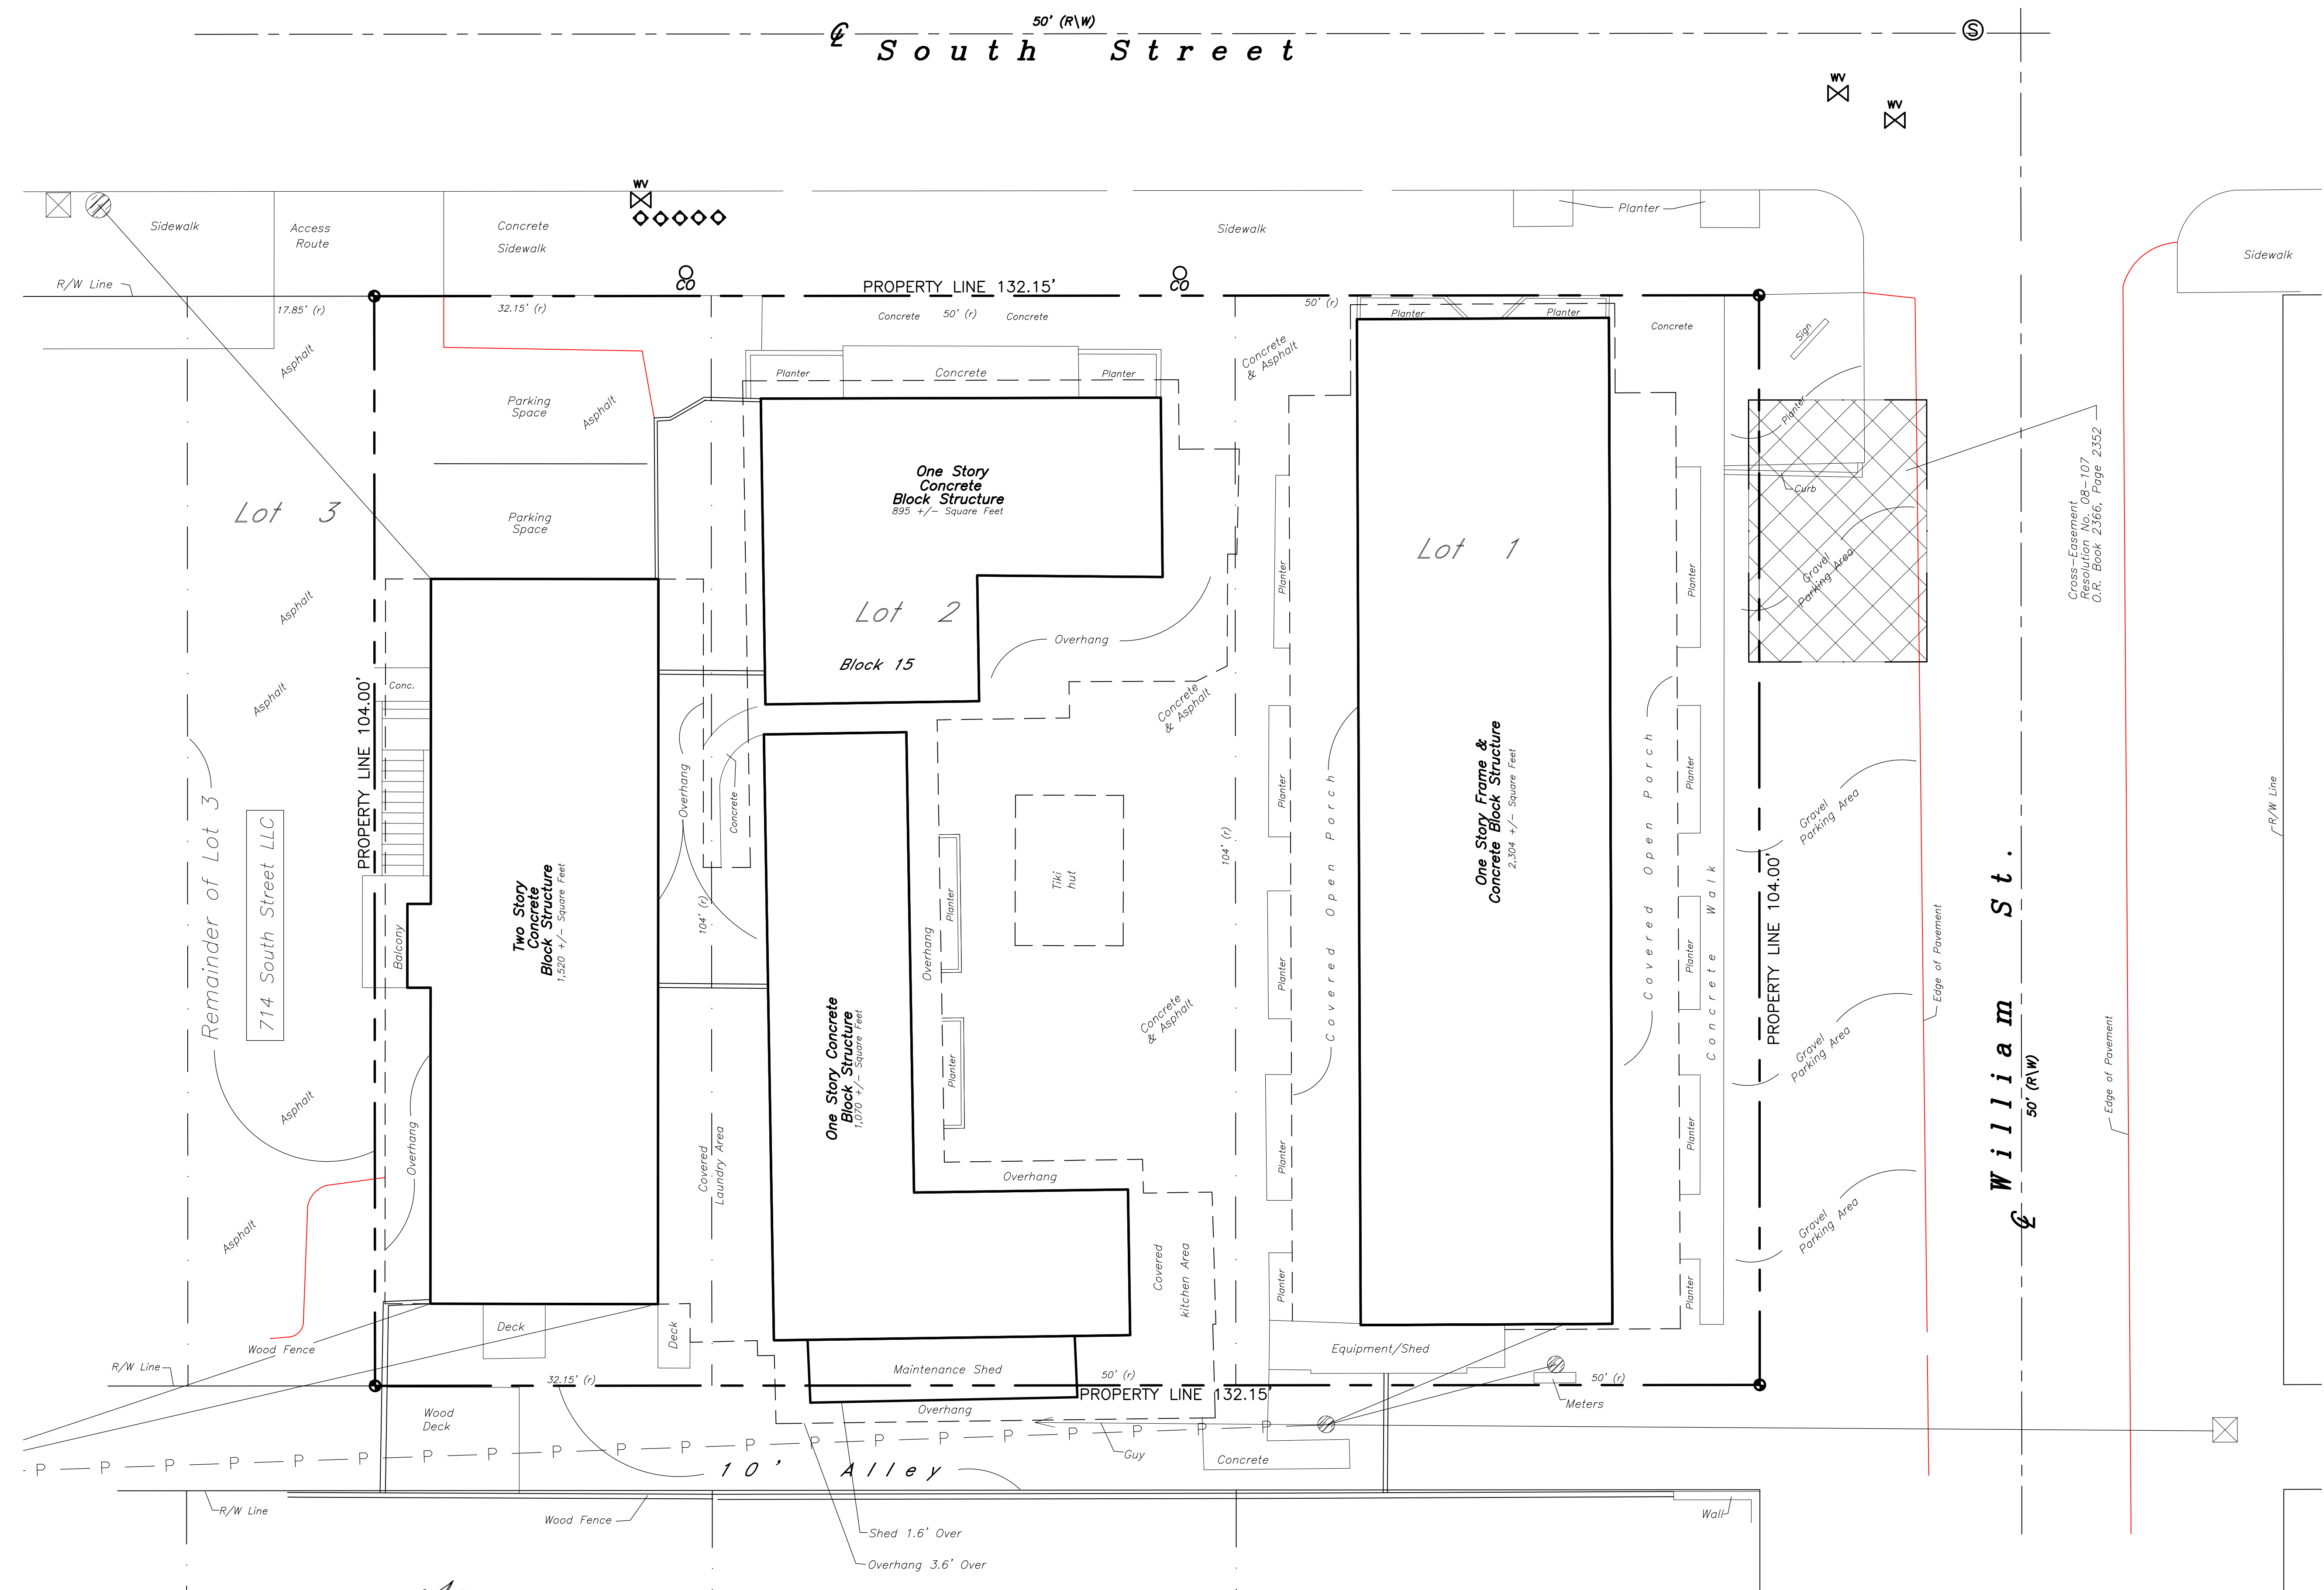 50' (R\W)
℄ South Street
S
WV
WV
WV
Sidewalk
Access
Route
Concrete
Sidewalk
Sidewalk
Planter
Sidewalk
R/W Line
CO
CO
PROPERTY LINE 132.15'
17.85' (r)
32.15' (r)
Concrete
50' (r)
Concrete
50' (r)
Planter
Planter
Concrete
Sign
Asphalt
Concrete
& Asphalt
Planter
Concrete
Planter
Parking
Space
Asphalt
Planter
Cross-Easement
Resolution No. 08-107
O.R. Book 2366, Page 2352
One Story
Concrete
Block Structure
895 +/- Square Feet
Curb
Lot 3
Parking
Space
Lot 1
Gravel
Parking Area
Planter
Planter
Asphalt
Lot 2
Overhang
Block 15
Conc.
Asphalt
Concrete
& Asphalt
PROPERTY LINE 104.00'
Overhang
Concrete
Planter
Covered Open Porch
One Story Frame &
Concrete Block Structure
2,304 +/- Square Feet
Covered Open Porch
Planter
Gravel
Parking Area
R/W Line
Remainder of Lot 3
714 South Street LLC
Balcony
Two Story
Concrete
Block Structure
1,520 +/- Square Feet
104' (r)
Planter
Overhang
Tiki
hut
104' (r)
Planter
Planter
Concrete Walk
PROPERTY LINE 104.00'
Edge of Pavement
William St.
50' (R\W)
℄
Edge of Pavement
Concrete
& Asphalt
One Story Concrete
Block Structure
1,070 +/- Square Feet
Planter
Gravel
Parking Area
Asphalt
Overhang
Covered
Laundry Area
Overhang
Planter
Planter
Gravel
Parking Area
Asphalt
Covered
kitchen Area
Planter
Planter
Wood Fence
Deck
Deck
Maintenance Shed
Equipment/Shed
R/W Line
32.15' (r)
50' (r)
50' (r)
PROPERTY LINE 132.15'
Meters
Wood
Deck
Overhang
P P P P P P P P P P P P P P P P P P P P
Guy
Concrete
10' Alley
R/W Line
Wood Fence
Wall
Shed 1.6' Over
Overhang 3.6' Over